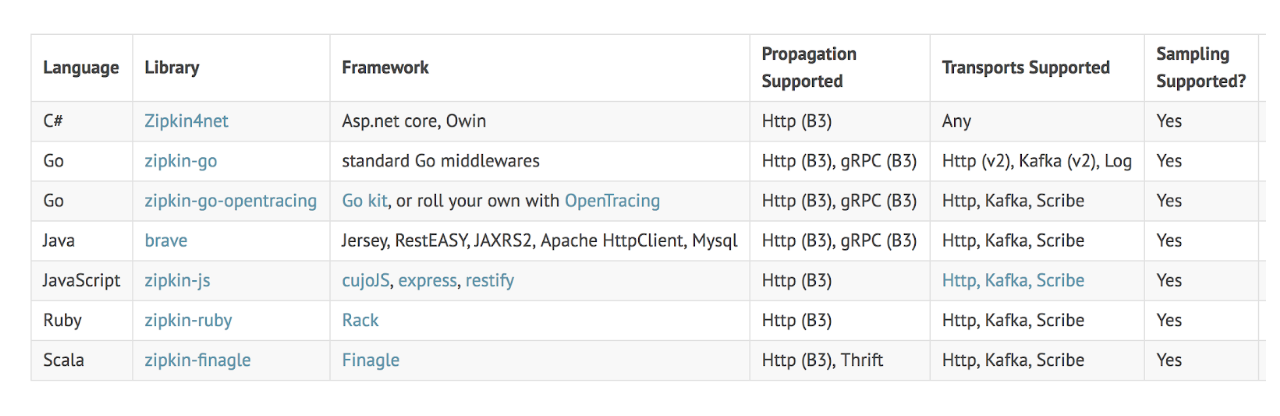 Language Library Framework Propagation Supported Transports Supported Sampling Supported?
C# Zipkin4net Asp.net core, Owin Http (B3) Any Yes
Go zipkin-go standard Go middlewares Http (B3), gRPC (B3) Http (v2), Kafka (v2), Log Yes
Go zipkin-go-opentracing Go kit, or roll your own with OpenTracing Http (B3), gRPC (B3) Http, Kafka, Scribe Yes
Java brave Jersey, RestEASY, JAXRS2, Apache HttpClient, Mysql Http (B3), gRPC (B3) Http, Kafka, Scribe Yes
JavaScript zipkin-js cujoJS, express, restify Http (B3) Http, Kafka, Scribe Yes
Ruby zipkin-ruby Rack Http (B3) Http, Kafka, Scribe Yes
Scala zipkin-finagle Finagle Http (B3), Thrift Http, Kafka, Scribe Yes